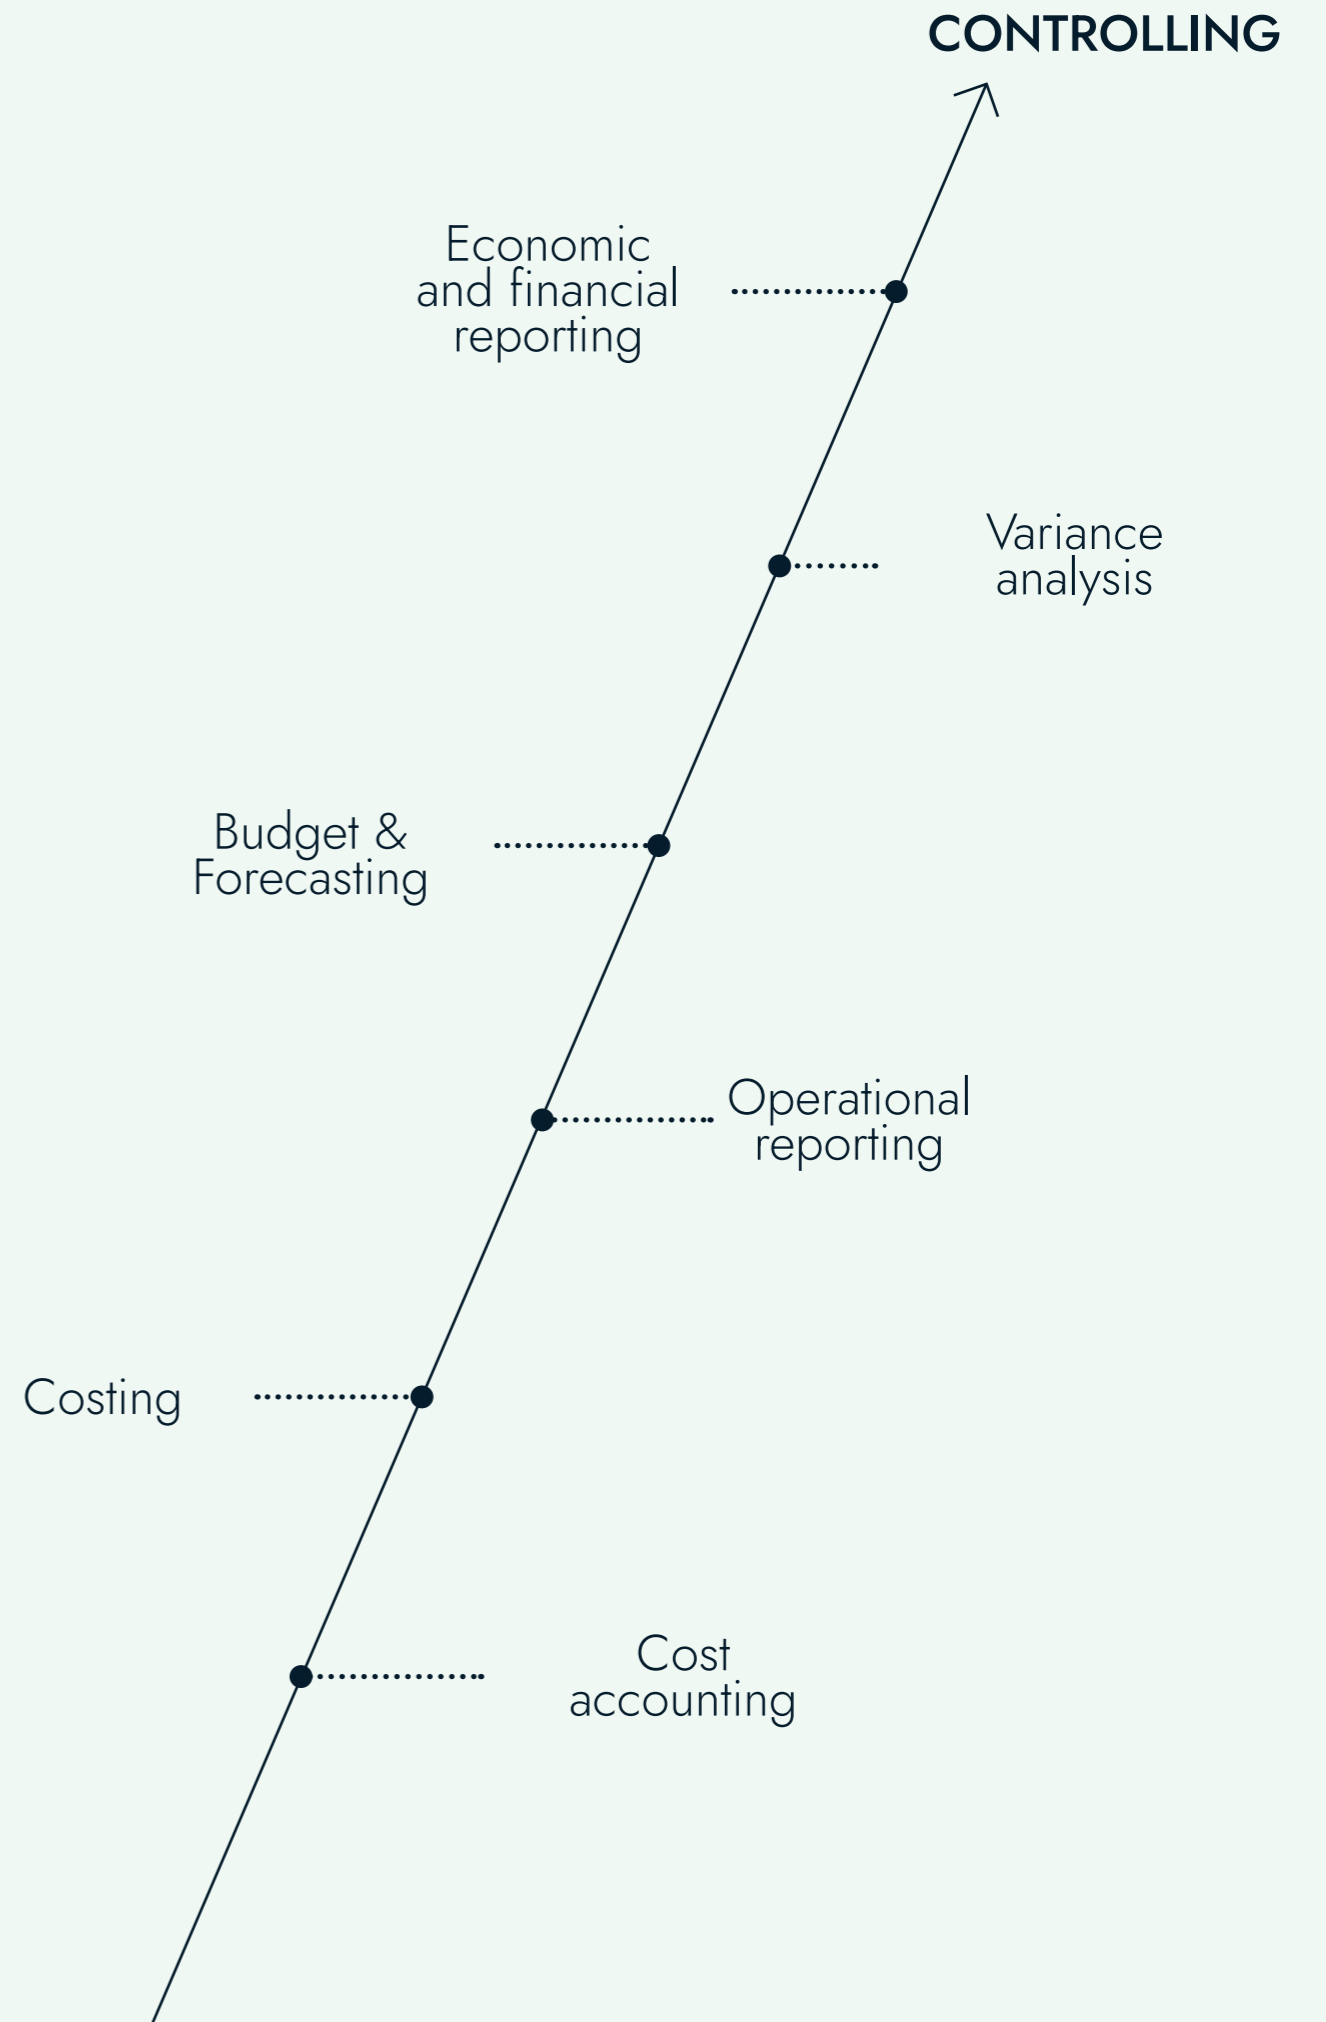 CONTROLLING
Economic
and financial
reporting
Variance
analysis
Budget &
Forecasting
Operational
reporting
Costing
Cost
accounting